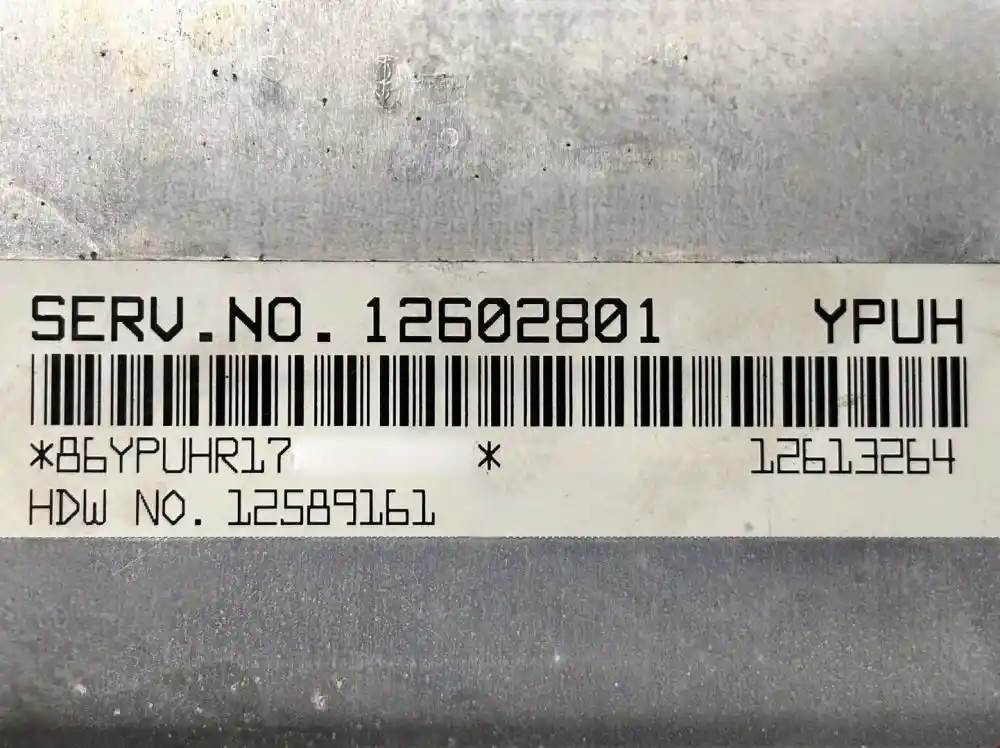 SERV.NO. 12602801 YPUH
*86YPUHR17 * 12613264
HDW NO. 12589161